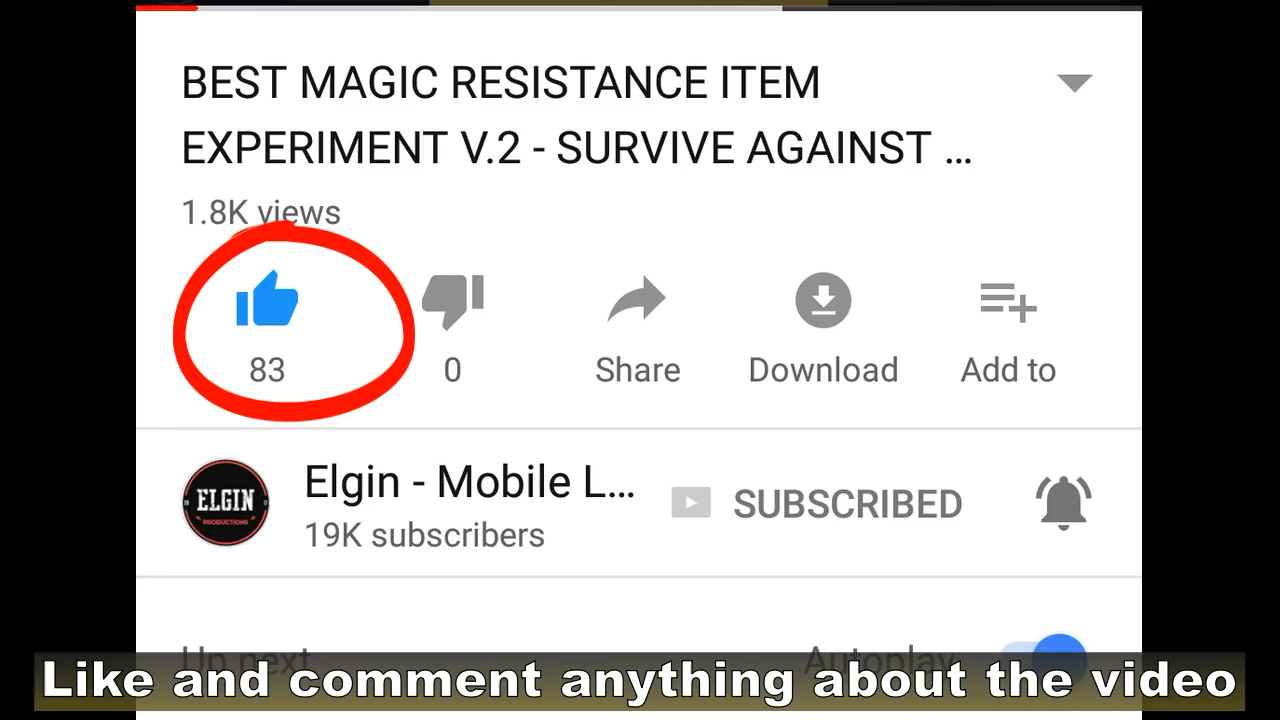 BEST MAGIC RESISTANCE ITEM
EXPERIMENT V.2 - SURVIVE AGAINST ...
1.8K views
83
0
Share
Download
Add to
ELGIN
PRODUCTIONS
Elgin - Mobile L...
19K subscribers
SUBSCRIBED
Up next
Autoplay
Like and comment anything about the video